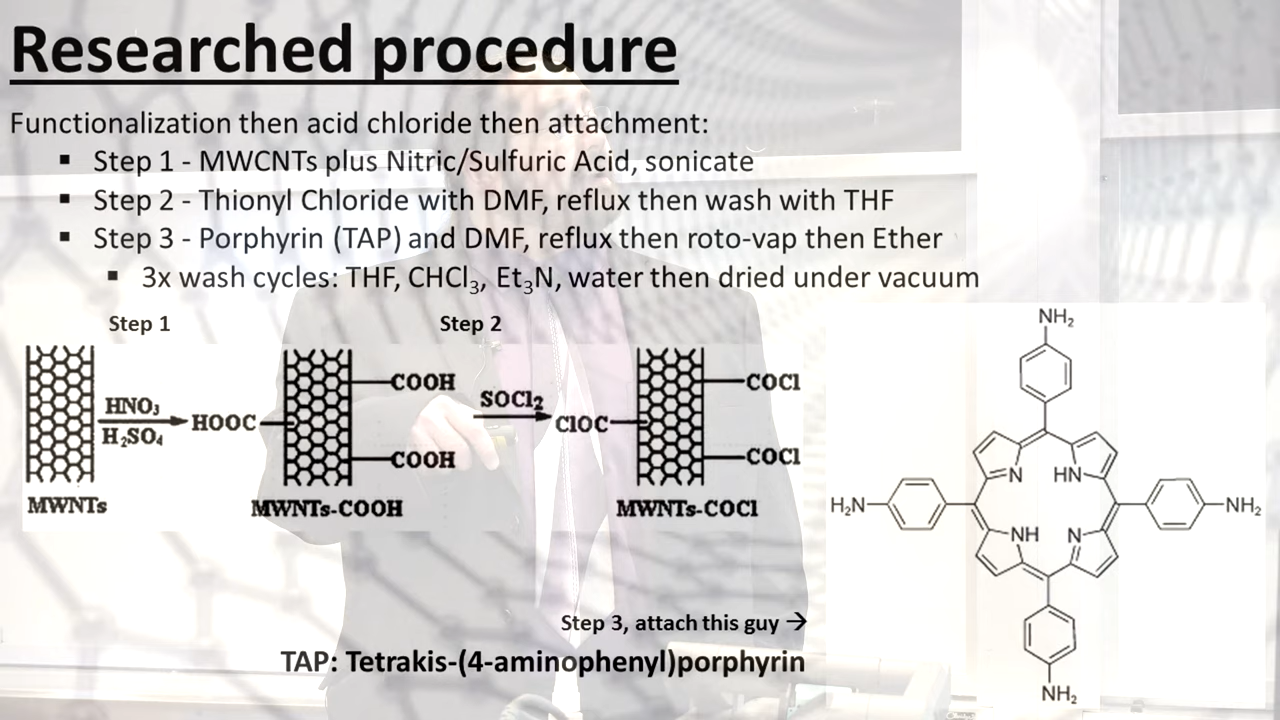 Researched procedure
Functionalization then acid chloride then attachment:
▪ Step 1 - MWCNTs plus Nitric/Sulfuric Acid, sonicate
▪ Step 2 - Thionyl Chloride with DMF, reflux then wash with THF
▪ Step 3 - Porphyrin (TAP) and DMF, reflux then roto-vap then Ether
▪ 3x wash cycles: THF, CHCl₃, Et₃N, water then dried under vacuum
Step 1
Step 2
HNO₃
H₂SO₄
MWNTs
HOOC
COOH
COOH
MWNTs-COOH
SOCl₂
ClOC
COCl
COCl
MWNTs-COCl
NH₂
N
HN
H₂N
NH₂
NH
N
NH₂
Step 3, attach this guy →
TAP: Tetrakis-(4-aminophenyl)porphyrin